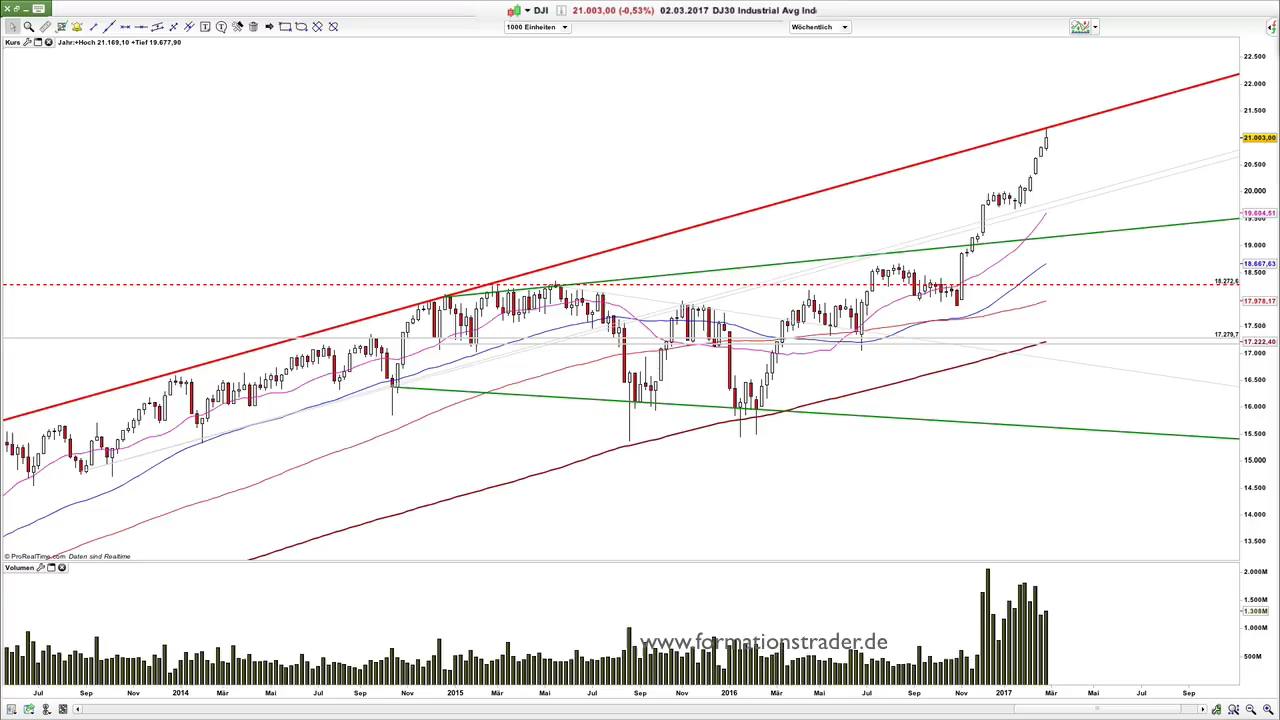 DJI 21.003,00 (-0,53%) 02.03.2017 DJ30 Industrial Avg Ind
1000 Einheiten Wöchentlich
Kurs Jahr:+Hoch 21.169,10 +Tief 19.677,90
22.500
22.000
21.500
21.003,00
20.500
20.000
19.604,51
19.500
19.000
18.667,63
18.500
18.272,6
17.978,17
17.500
17.279,7
17.222,40
17.000
16.500
16.000
15.500
15.000
14.500
14.000
13.500
© ProRealTime.com Daten sind Realtime
Volumen
2.000M
1.500M
1.308M
1.000M
500M
www.formationstrader.de
Jul Sep Nov 2014 Mär Mai Jul Sep Nov 2015 Mär Mai Jul Sep Nov 2016 Mär Mai Jul Sep Nov 2017 Mär Mai Jul Sep